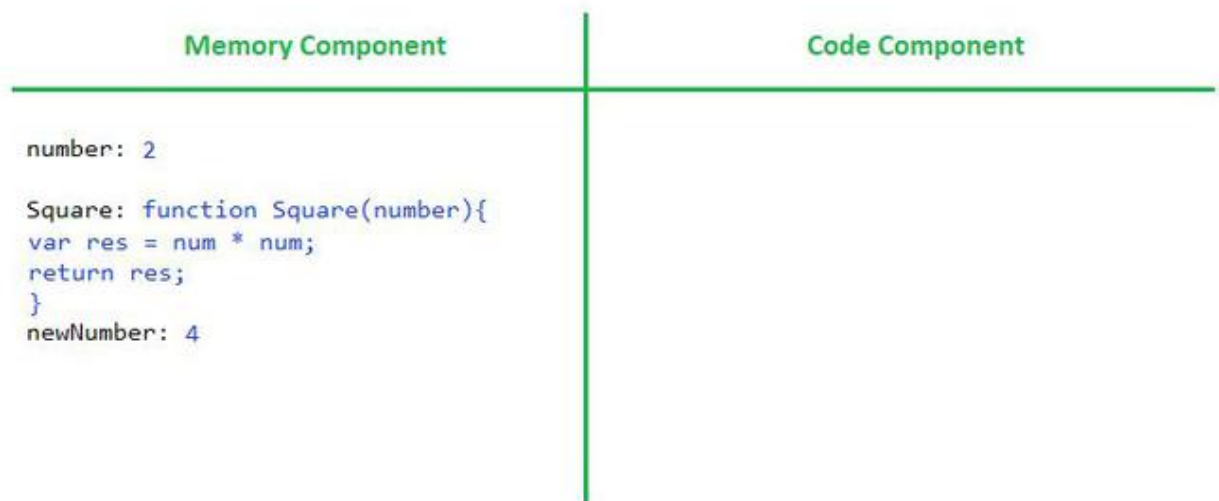 Memory Component
Code Component
number: 2
Square: function Square(number){
var res = num * num;
return res;
}
newNumber: 4